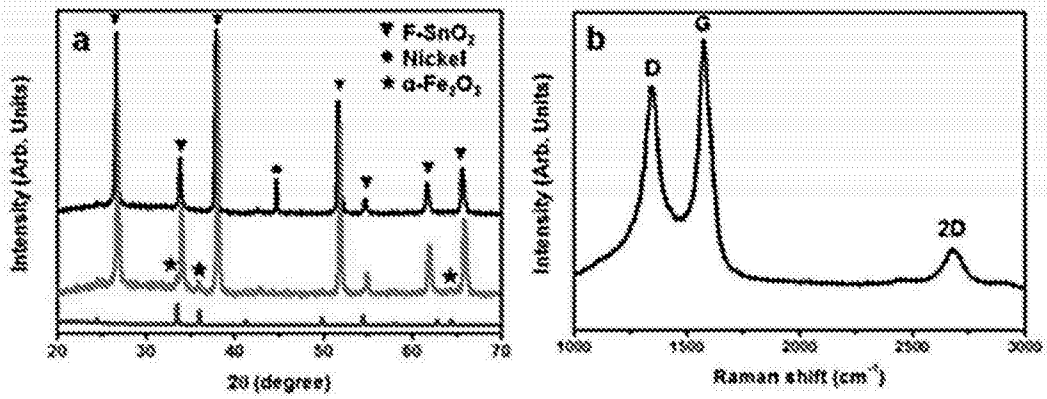 a
F-SnO₂
Nickel
α-Fe₂O₃
Intensity (Arb. Units)
20 30 40 50 60 70
2θ (degree)
b
D
G
2D
Intensity (Arb. Units)
1000 1500 2000 2500 3000
Raman shift (cm⁻¹)